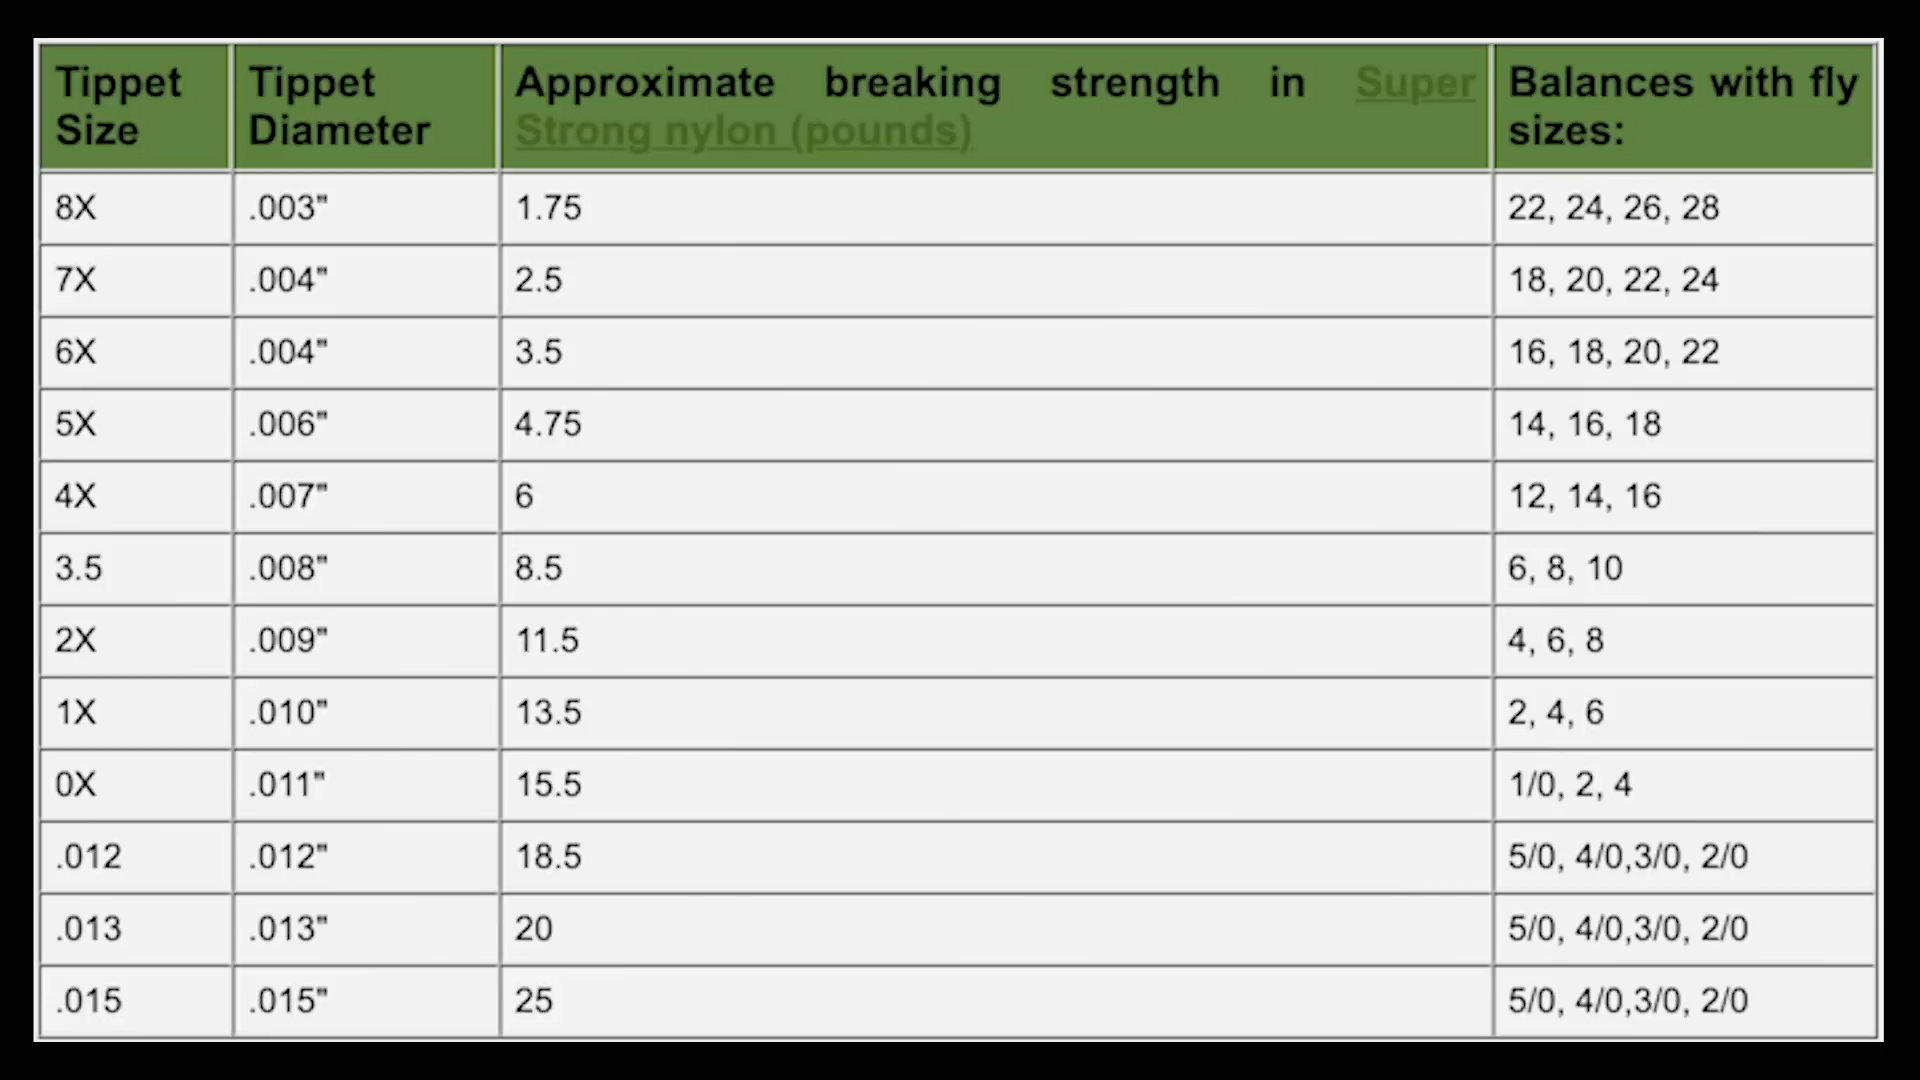 Tippet Size | Tippet Diameter | Approximate breaking strength in Super Strong nylon (pounds) | Balances with fly sizes:
8X | .003" | 1.75 | 22, 24, 26, 28
7X | .004" | 2.5 | 18, 20, 22, 24
6X | .004" | 3.5 | 16, 18, 20, 22
5X | .006" | 4.75 | 14, 16, 18
4X | .007" | 6 | 12, 14, 16
3.5 | .008" | 8.5 | 6, 8, 10
2X | .009" | 11.5 | 4, 6, 8
1X | .010" | 13.5 | 2, 4, 6
0X | .011" | 15.5 | 1/0, 2, 4
.012 | .012" | 18.5 | 5/0, 4/0,3/0, 2/0
.013 | .013" | 20 | 5/0, 4/0,3/0, 2/0
.015 | .015" | 25 | 5/0, 4/0,3/0, 2/0